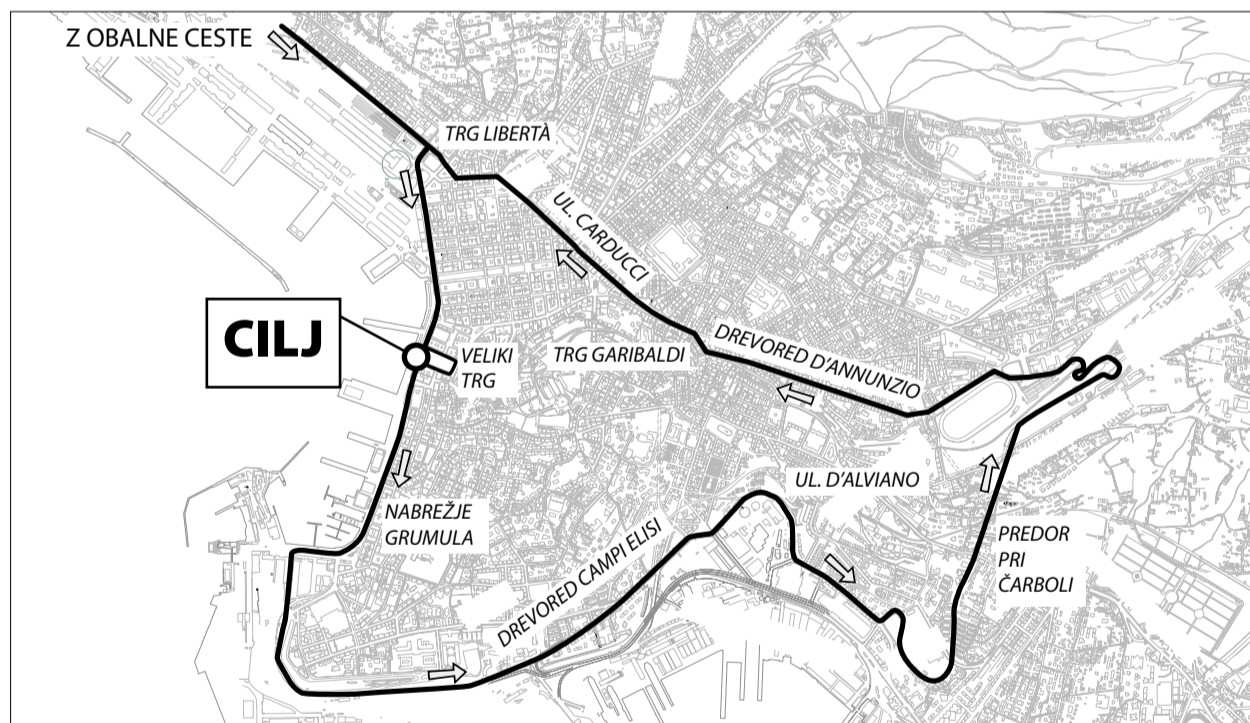 Z OBALNE CESTE
TRG LIBERTÀ
UL. CARDUCCI
CILJ
VELIKI
TRG
TRG GARIBALDI
DREVORED D'ANNUNZIO
UL. D'ALVIANO
NABREŽJE
GRUMULA
DREVORED CAMPI ELISI
PREDOR
PRI
ČARBOLI